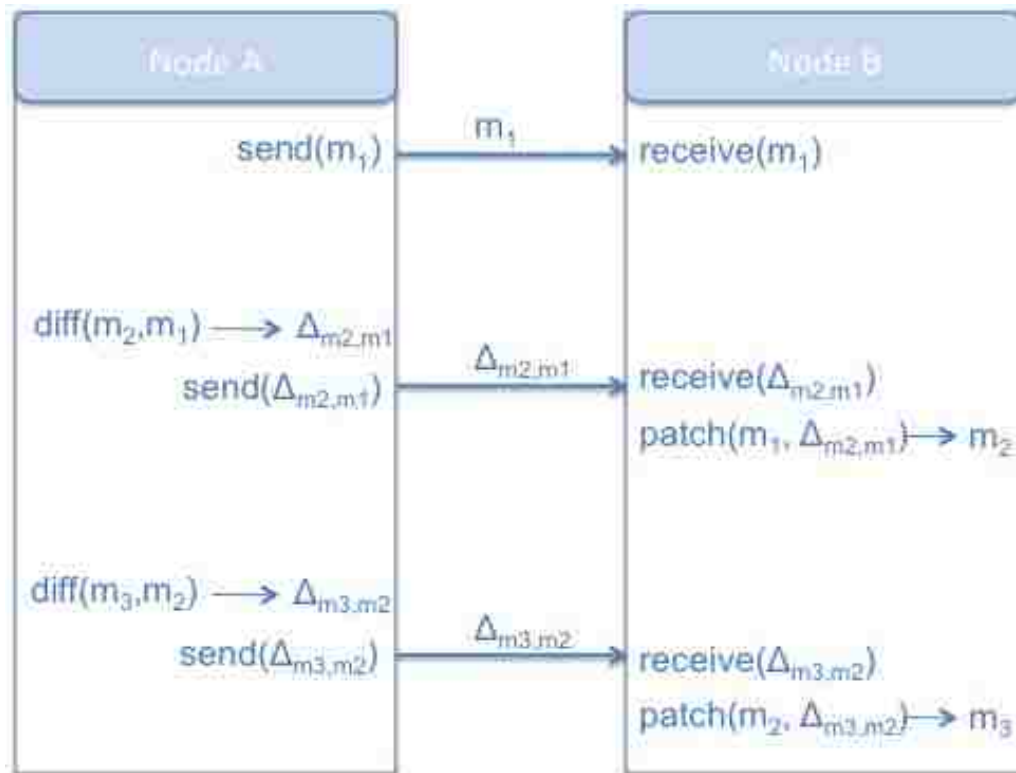 Node A
Node B
send(m₁)
m₁
receive(m₁)
diff(m₂,m₁) → Δm2,m1
send(Δm2,m1)
Δm2,m1
receive(Δm2,m1)
patch(m₁, Δm2,m1) → m₂
diff(m₃,m₂) → Δm3,m2
send(Δm3,m2)
Δm3,m2
receive(Δm3,m2)
patch(m₂, Δm3,m2) → m₃